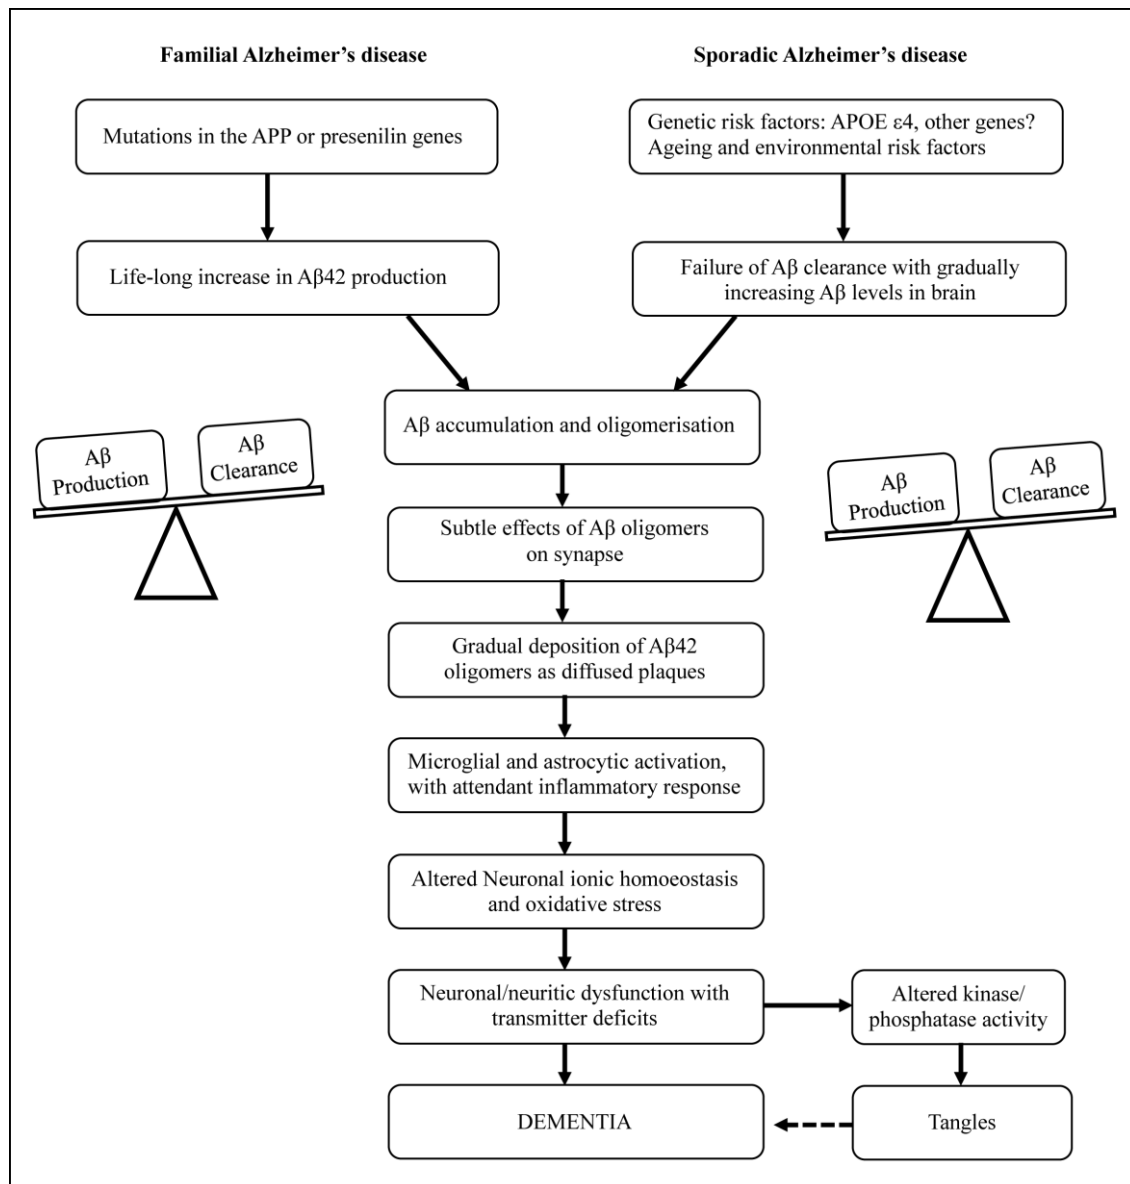 Familial Alzheimer’s disease
Sporadic Alzheimer’s disease
Mutations in the APP or presenilin genes
Genetic risk factors: APOE ε4, other genes?
Ageing and environmental risk factors
Life-long increase in Aβ42 production
Failure of Aβ clearance with gradually
increasing Aβ levels in brain
Aβ accumulation and oligomerisation
Aβ
Production
Aβ
Clearance
Aβ
Production
Aβ
Clearance
Subtle effects of Aβ oligomers
on synapse
Gradual deposition of Aβ42
oligomers as diffused plaques
Microglial and astrocytic activation,
with attendant inflammatory response
Altered Neuronal ionic homoeostasis
and oxidative stress
Neuronal/neuritic dysfunction with
transmitter deficits
Altered kinase/
phosphatase activity
DEMENTIA
Tangles